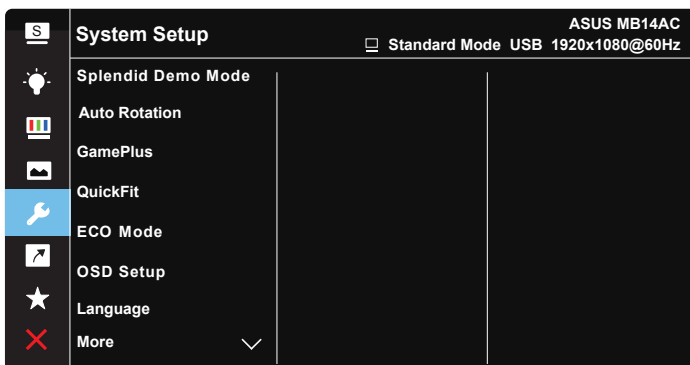 S
System Setup
ASUS MB14AC
Standard Mode USB 1920x1080@60Hz
Splendid Demo Mode
Auto Rotation
GamePlus
QuickFit
ECO Mode
OSD Setup
Language
More